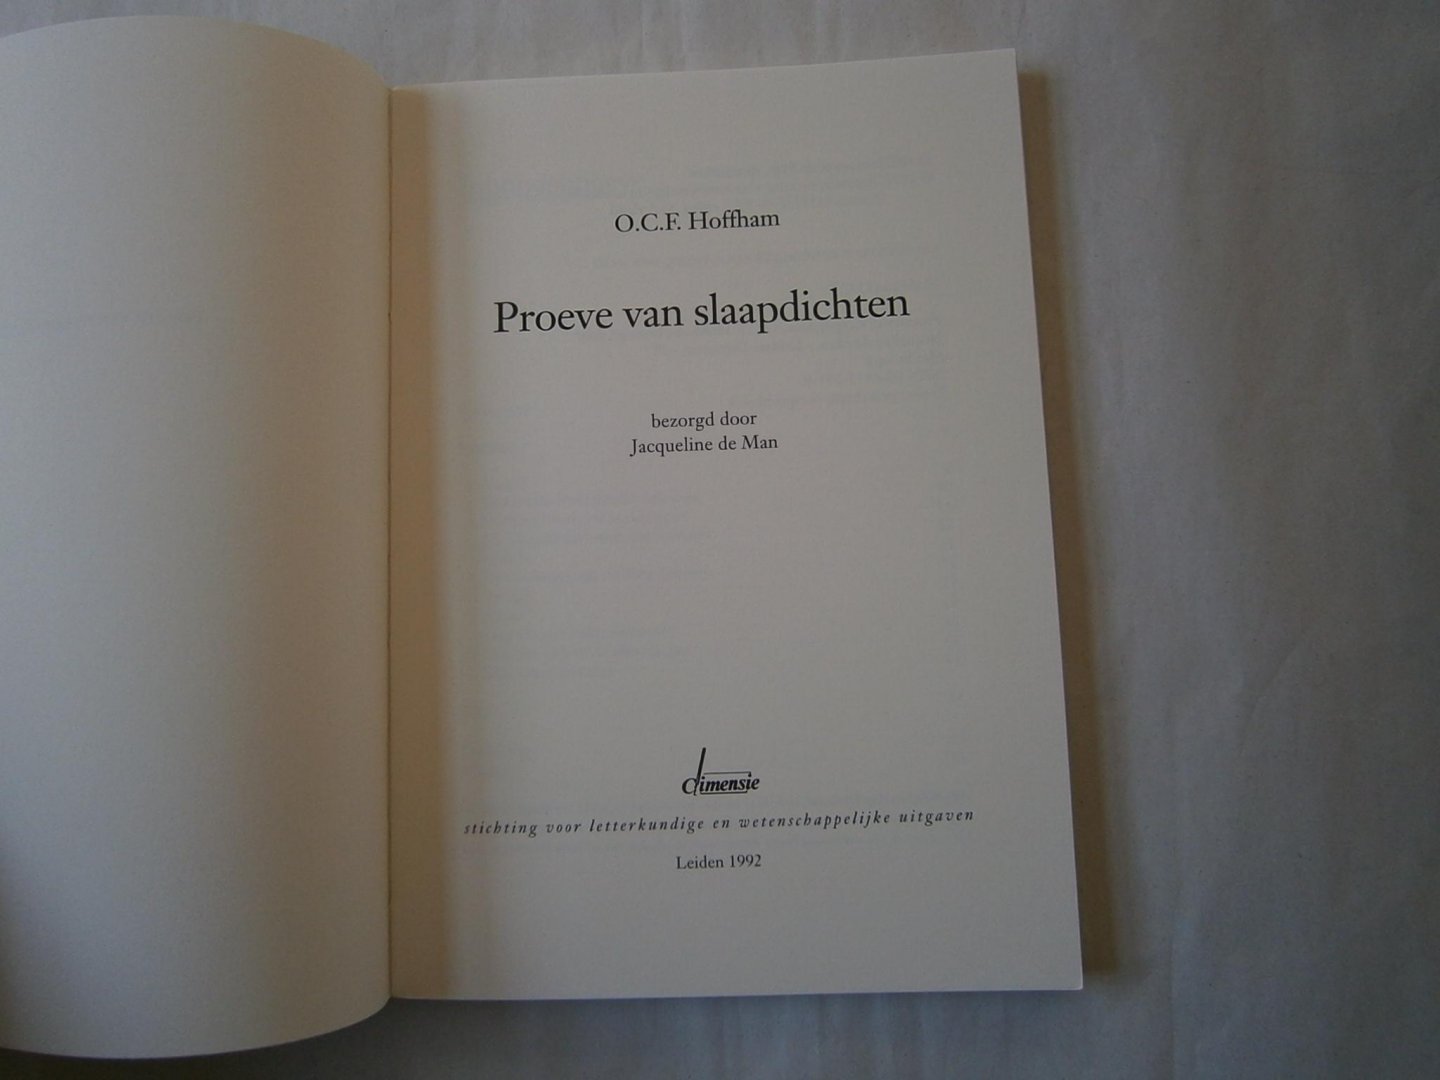 O.C.F. Hoffham
Proeve van slaapdichten
bezorgd door
Jacqueline de Man
dimensie
stichting voor letterkundige en wetenschappelijke uitgaven
Leiden 1992